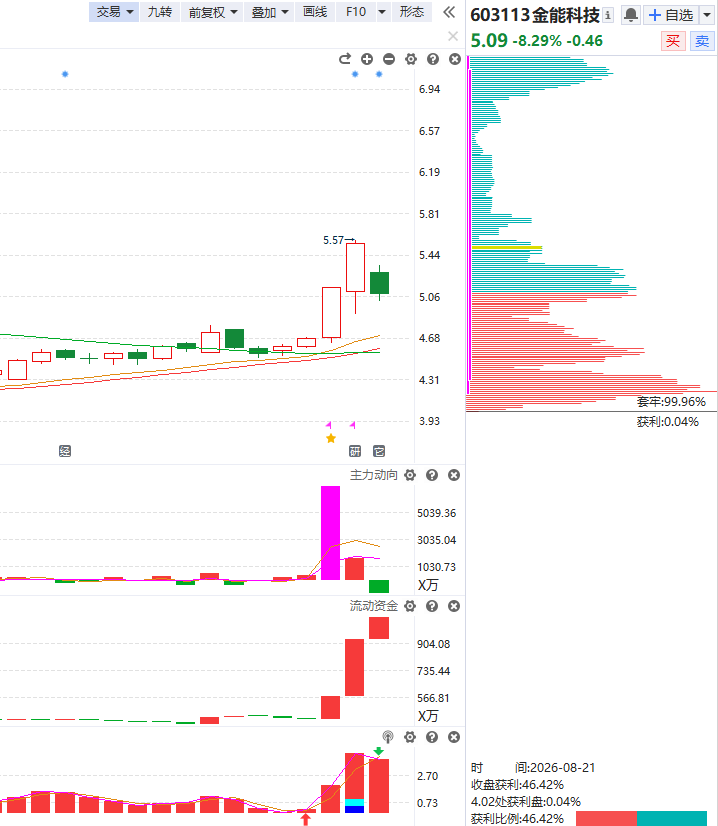 交易 九转 前复权 叠加 画线 F10 形态
603113金能科技 自选
5.09 -8.29% -0.46 买 卖
6.94
6.57
6.19
5.81
5.57
5.44
5.06
4.68
4.31
套牢:99.96%
3.93
获利:0.04%
经 研 它
主力动向
5039.36
3035.04
1030.73
X万
流动资金
904.08
735.44
566.81
X万
2.70
0.73
时 间:2026-08-21
收盘获利:46.42%
4.02处获利盘:0.04%
获利比例:46.42%